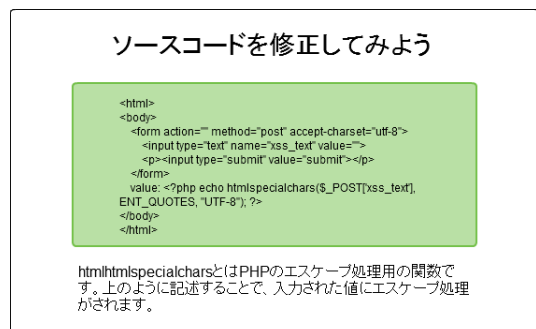 ソースコードを修正してみよう
<html>
<body>
<form action="" method="post" accept-charset="utf-8">
<input type="text" name="xss_text" value="">
<p><input type="submit" value="submit"></p>
</form>
value: <?php echo htmlspecialchars($_POST['xss_text'],
ENT_QUOTES, "UTF-8"); ?>
</body>
</html>
htmlhtmlspecialcharsとはPHPのエスケープ処理用の関数で
す。上のように記述することで、入力された値にエスケープ処理
がされます。